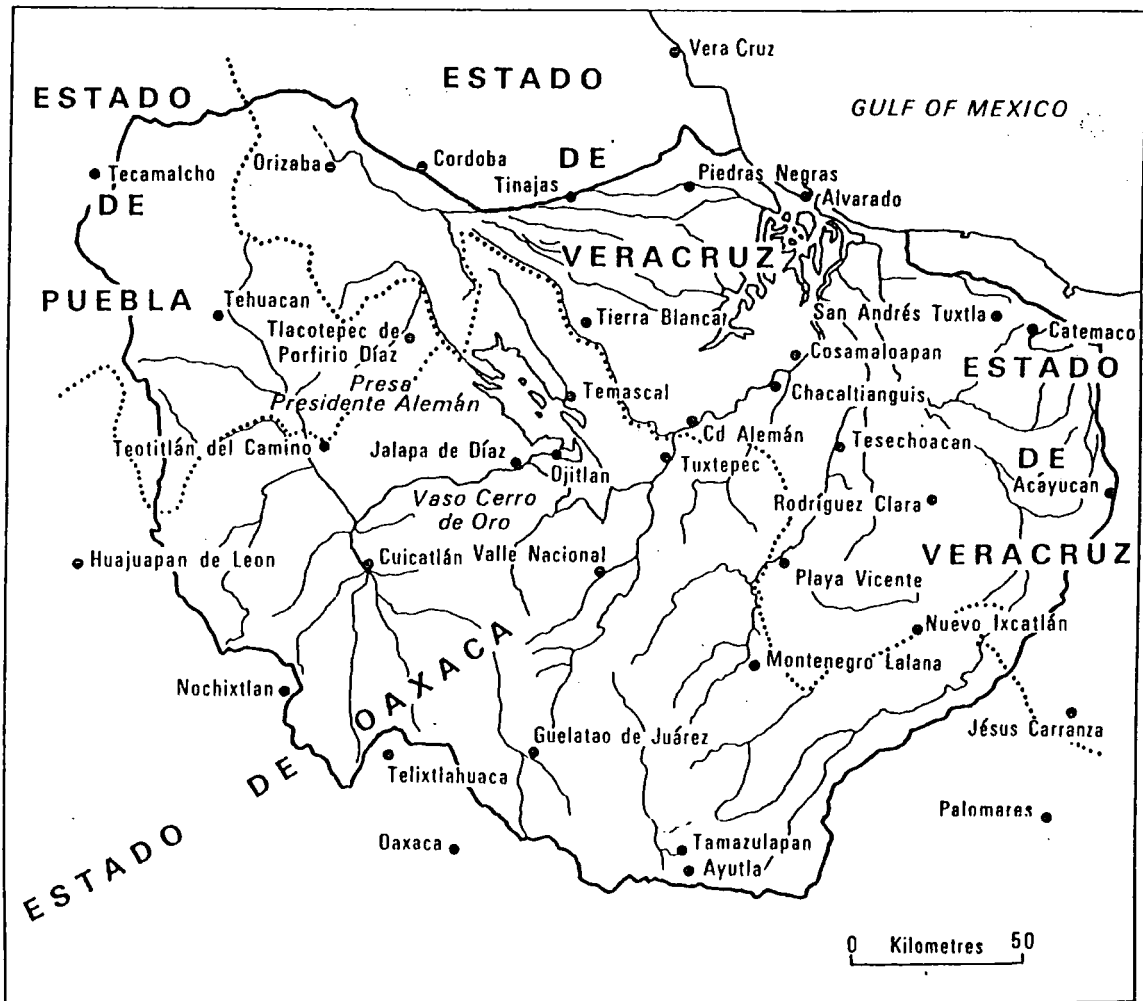 Vera Cruz
ESTADO
ESTADO
GULF OF MEXICO
Tecamalcho
Orizaba
Cordoba
DE
Piedras Negras
Tinajas
Alvarado
DE
VERACRUZ
PUEBLA
Tehuacan
Tlacotepec de
Porfirio Díaz
Tierra Blanca
San Andrés Tuxtla
Catemaco
Cosamaloapan
ESTADO
Presa
Presidente Alemán
Temascal
Chacaltianguis
Teotitlán del Camino
Cd Alemán
Tesechoacan
Jalapa de Díaz
Ojitlan
Tuxtepec
DE
Acayucan
Vaso Cerro
de Oro
Rodríguez Clara
Huajuapan de Leon
Cuicatlán
Valle Nacional
VERACRUZ
Playa Vicente
Nuevo Ixcatlán
Montenegro Lalana
Nochixtlan
OAXACA
Guelatao de Juárez
Jésus Carranza
DE
Telixtlahuaca
Palomares
Oaxaca
Tamazulapan
Ayutla
ESTADO
0 Kilometres 50